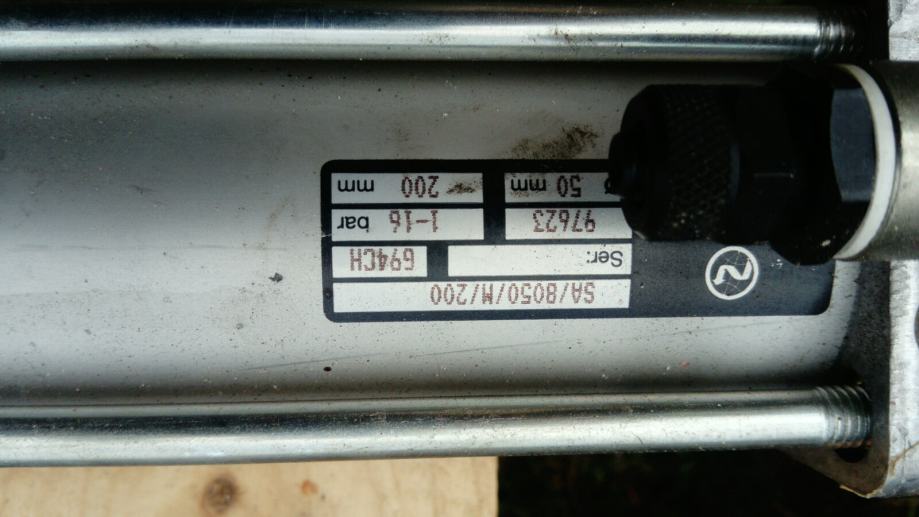 SA/8050/M/200
Ser: 694CH
97623 1-16 bar
50 mm 200 mm